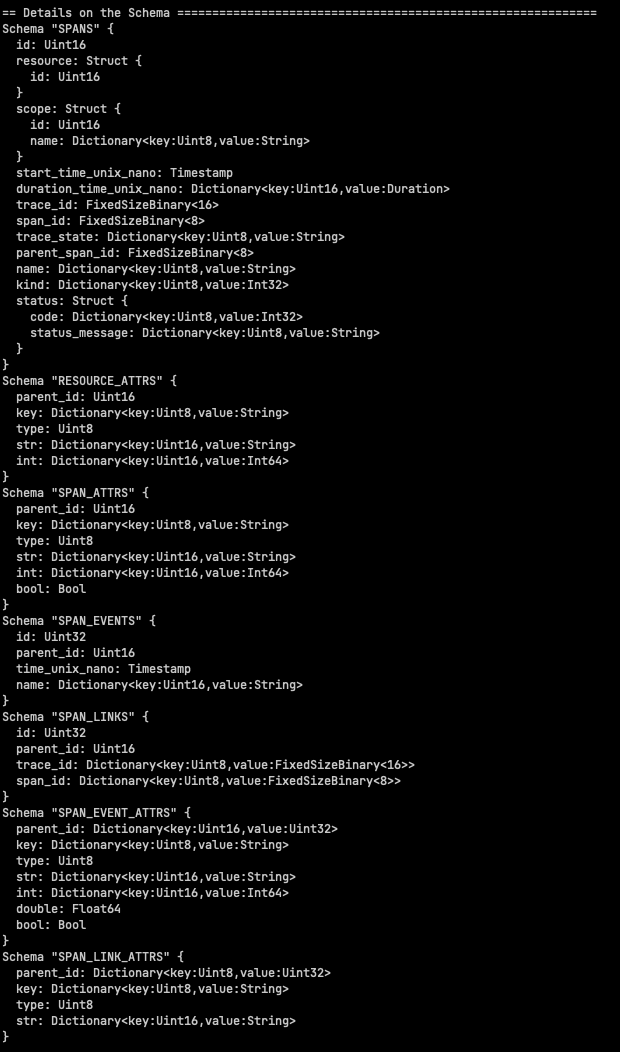 == Details on the Schema ============================================================
Schema "SPANS" {
  id: Uint16
  resource: Struct {
    id: Uint16
  }
  scope: Struct {
    id: Uint16
    name: Dictionary<key:Uint8,value:String>
  }
  start_time_unix_nano: Timestamp
  duration_time_unix_nano: Dictionary<key:Uint16,value:Duration>
  trace_id: FixedSizeBinary<16>
  span_id: FixedSizeBinary<8>
  trace_state: Dictionary<key:Uint8,value:String>
  parent_span_id: FixedSizeBinary<8>
  name: Dictionary<key:Uint8,value:String>
  kind: Dictionary<key:Uint8,value:Int32>
  status: Struct {
    code: Dictionary<key:Uint8,value:Int32>
    status_message: Dictionary<key:Uint8,value:String>
  }
}
Schema "RESOURCE_ATTRS" {
  parent_id: Uint16
  key: Dictionary<key:Uint8,value:String>
  type: Uint8
  str: Dictionary<key:Uint16,value:String>
  int: Dictionary<key:Uint16,value:Int64>
}
Schema "SPAN_ATTRS" {
  parent_id: Uint16
  key: Dictionary<key:Uint8,value:String>
  type: Uint8
  str: Dictionary<key:Uint16,value:String>
  int: Dictionary<key:Uint16,value:Int64>
  bool: Bool
}
Schema "SPAN_EVENTS" {
  id: Uint32
  parent_id: Uint16
  time_unix_nano: Timestamp
  name: Dictionary<key:Uint16,value:String>
}
Schema "SPAN_LINKS" {
  id: Uint32
  parent_id: Uint16
  trace_id: Dictionary<key:Uint8,value:FixedSizeBinary<16>>
  span_id: Dictionary<key:Uint8,value:FixedSizeBinary<8>>
}
Schema "SPAN_EVENT_ATTRS" {
  parent_id: Dictionary<key:Uint16,value:Uint32>
  key: Dictionary<key:Uint8,value:String>
  type: Uint8
  str: Dictionary<key:Uint16,value:String>
  int: Dictionary<key:Uint16,value:Int64>
  double: Float64
  bool: Bool
}
Schema "SPAN_LINK_ATTRS" {
  parent_id: Dictionary<key:Uint8,value:Uint32>
  key: Dictionary<key:Uint8,value:String>
  type: Uint8
  str: Dictionary<key:Uint16,value:String>
}